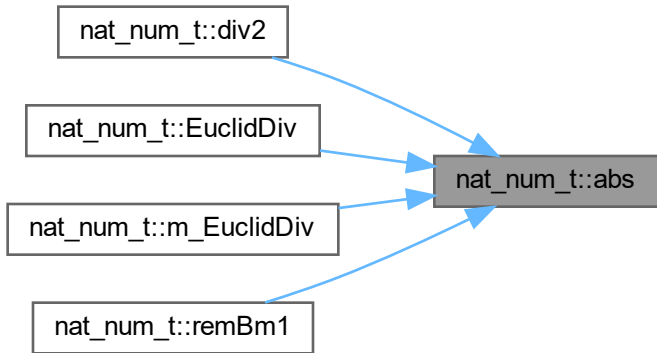 nat_num_t::div2
nat_num_t::EuclidDiv
nat_num_t::abs
nat_num_t::m_EuclidDiv
nat_num_t::remBm1